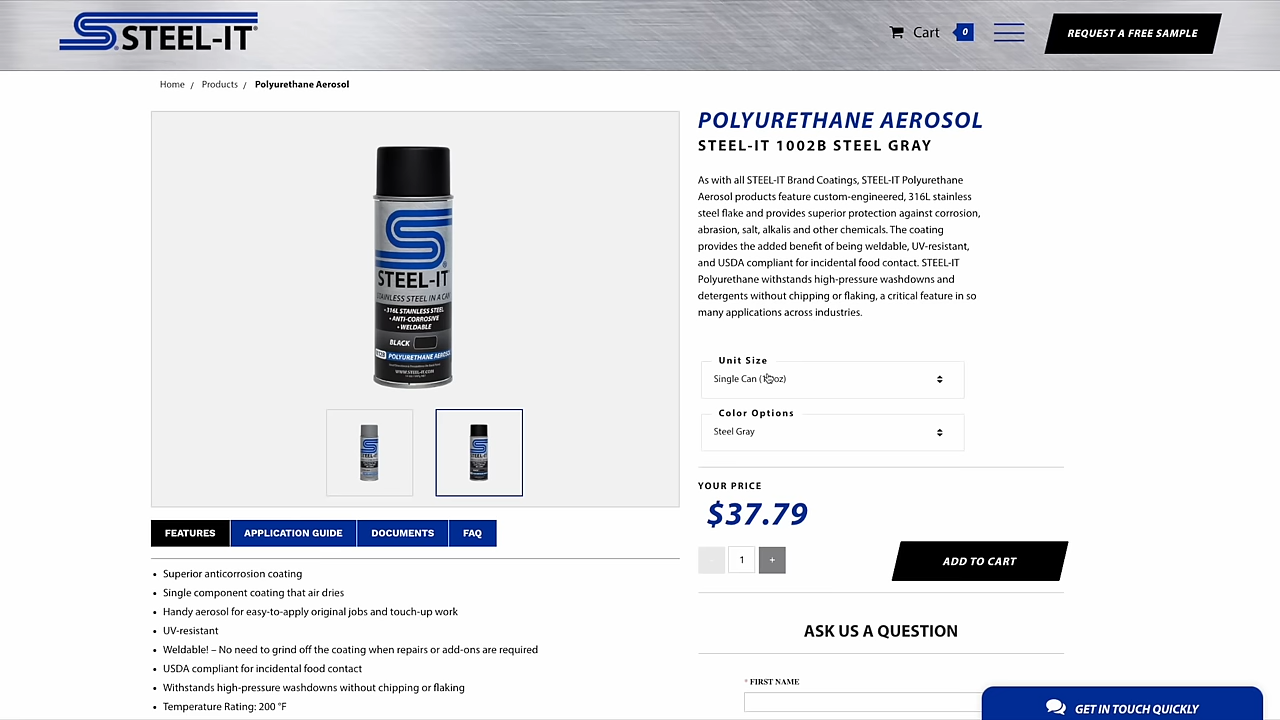 STEEL-IT
Cart
0
REQUEST A FREE SAMPLE
Home / Products / Polyurethane Aerosol
POLYURETHANE AEROSOL
STEEL-IT 1002B STEEL GRAY
As with all STEEL-IT Brand Coatings, STEEL-IT Polyurethane
Aerosol products feature custom-engineered, 316L stainless
steel flake and provides superior protection against corrosion,
abrasion, salt, alkalis and other chemicals. The coating
provides the added benefit of being weldable, UV-resistant,
and USDA compliant for incidental food contact. STEEL-IT
Polyurethane withstands high-pressure washdowns and
detergents without chipping or flaking, a critical feature in so
many applications across industries.
STEEL-IT
STAINLESS STEEL IN A CAN
• 316L STAINLESS STEEL
• ANTI-CORROSIVE
• WELDABLE
BLACK
POLYURETHANE AEROSOL
WWW.STEEL-IT.COM
Unit Size
Single Can (
oz)
Color Options
Steel Gray
YOUR PRICE
$37.79
-
1
+
ADD TO CART
FEATURES
APPLICATION GUIDE
DOCUMENTS
FAQ
• Superior anticorrosion coating
• Single component coating that air dries
• Handy aerosol for easy-to-apply original jobs and touch-up work
• UV-resistant
• Weldable! – No need to grind off the coating when repairs or add-ons are required
• USDA compliant for incidental food contact
• Withstands high-pressure washdowns without chipping or flaking
• Temperature Rating: 200 °F
ASK US A QUESTION
* FIRST NAME
GET IN TOUCH QUICKLY